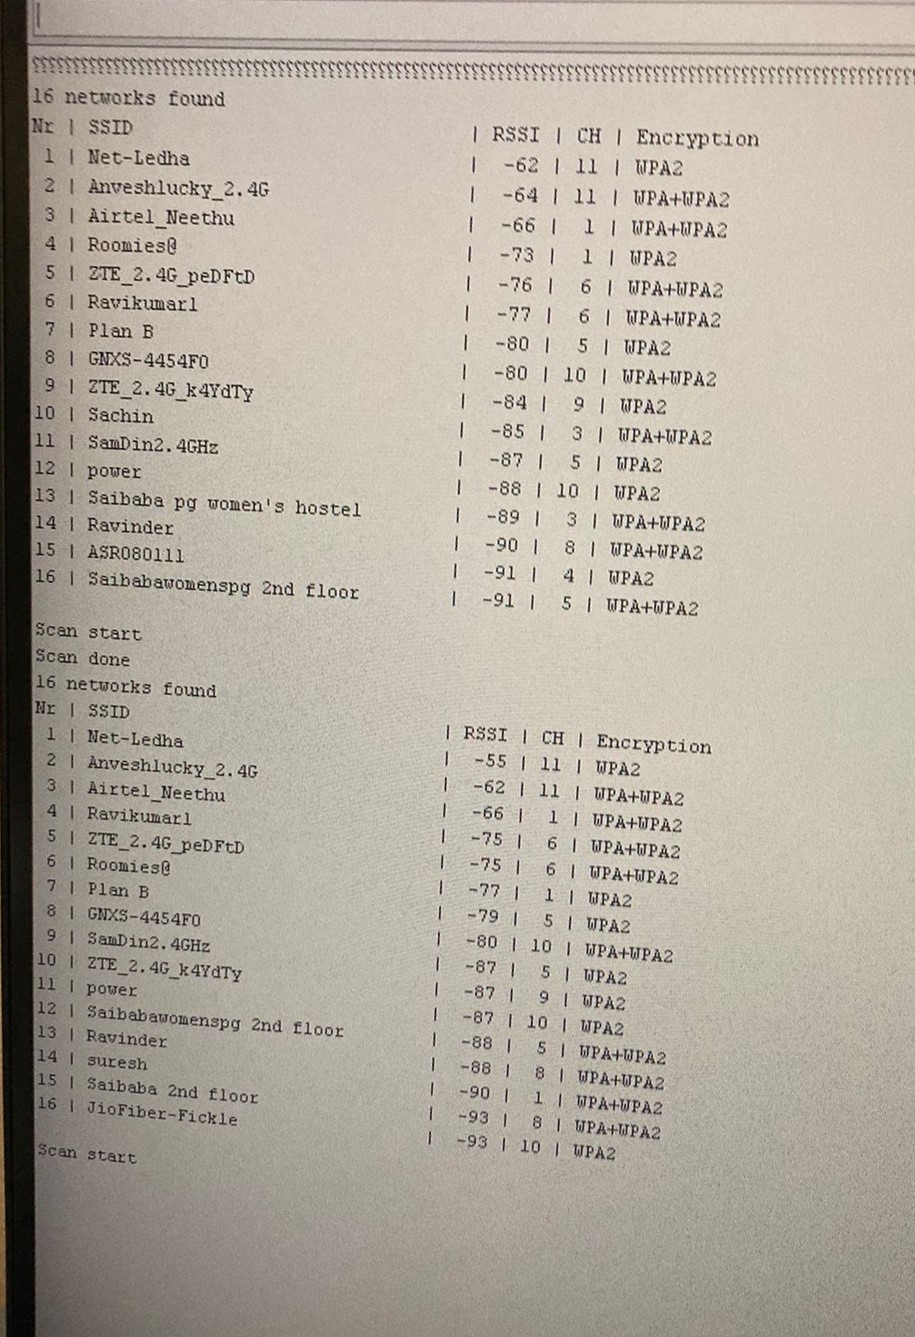 16 networks found
Nr | SSID | RSSI | CH | Encryption
1 | Net-Ledha | -62 | 11 | WPA2
2 | Anveshlucky_2.4G | -64 | 11 | WPA+WPA2
3 | Airtel_Neethu | -66 | 1 | WPA+WPA2
4 | Roomies@ | -73 | 1 | WPA2
5 | ZTE_2.4G_peDFtD | -76 | 6 | WPA+WPA2
6 | Ravikumar1 | -77 | 6 | WPA+WPA2
7 | Plan B | -80 | 5 | WPA2
8 | GNXS-4454F0 | -80 | 10 | WPA+WPA2
9 | ZTE_2.4G_k4YdTy | -84 | 9 | WPA2
10 | Sachin | -85 | 3 | WPA+WPA2
11 | SamDin2.4GHz | -87 | 5 | WPA2
12 | power | -88 | 10 | WPA2
13 | Saibaba pg women's hostel | -89 | 3 | WPA+WPA2
14 | Ravinder | -90 | 8 | WPA+WPA2
15 | ASR080111 | -91 | 4 | WPA2
16 | Saibabawomenspg 2nd floor | -91 | 5 | WPA+WPA2
Scan start
Scan done
16 networks found
Nr | SSID | RSSI | CH | Encryption
1 | Net-Ledha | -55 | 11 | WPA2
2 | Anveshlucky_2.4G | -62 | 11 | WPA+WPA2
3 | Airtel_Neethu | -66 | 1 | WPA+WPA2
4 | Ravikumar1 | -75 | 6 | WPA+WPA2
5 | ZTE_2.4G_peDFtD | -75 | 6 | WPA+WPA2
6 | Roomies@ | -77 | 1 | WPA2
7 | Plan B | -79 | 5 | WPA2
8 | GNXS-4454F0 | -80 | 10 | WPA+WPA2
9 | SamDin2.4GHz | -87 | 5 | WPA2
10 | ZTE_2.4G_k4YdTy | -87 | 9 | WPA2
11 | power | -87 | 10 | WPA2
12 | Saibabawomenspg 2nd floor | -88 | 5 | WPA+WPA2
13 | Ravinder | -88 | 8 | WPA+WPA2
14 | suresh | -90 | 1 | WPA+WPA2
15 | Saibaba 2nd floor | -93 | 8 | WPA+WPA2
16 | JioFiber-Fickle | -93 | 10 | WPA2
Scan start